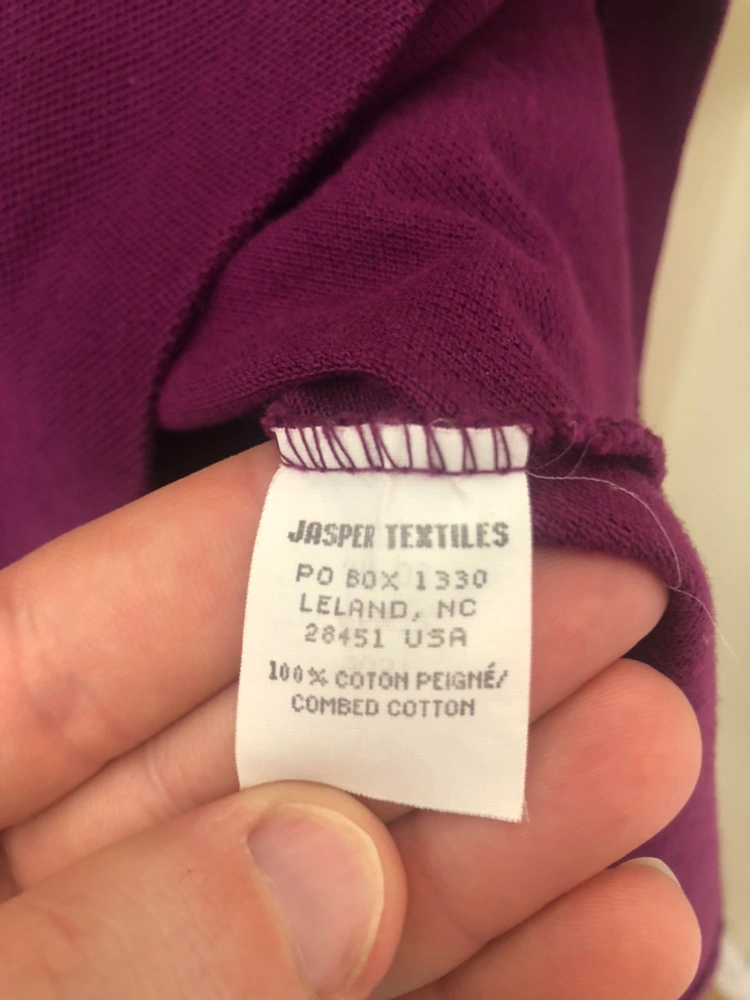 JASPER TEXTILES
PO BOX 1330
LELAND, NC
28451 USA
100% COTON PEIGNÉ/
COMBED COTTON